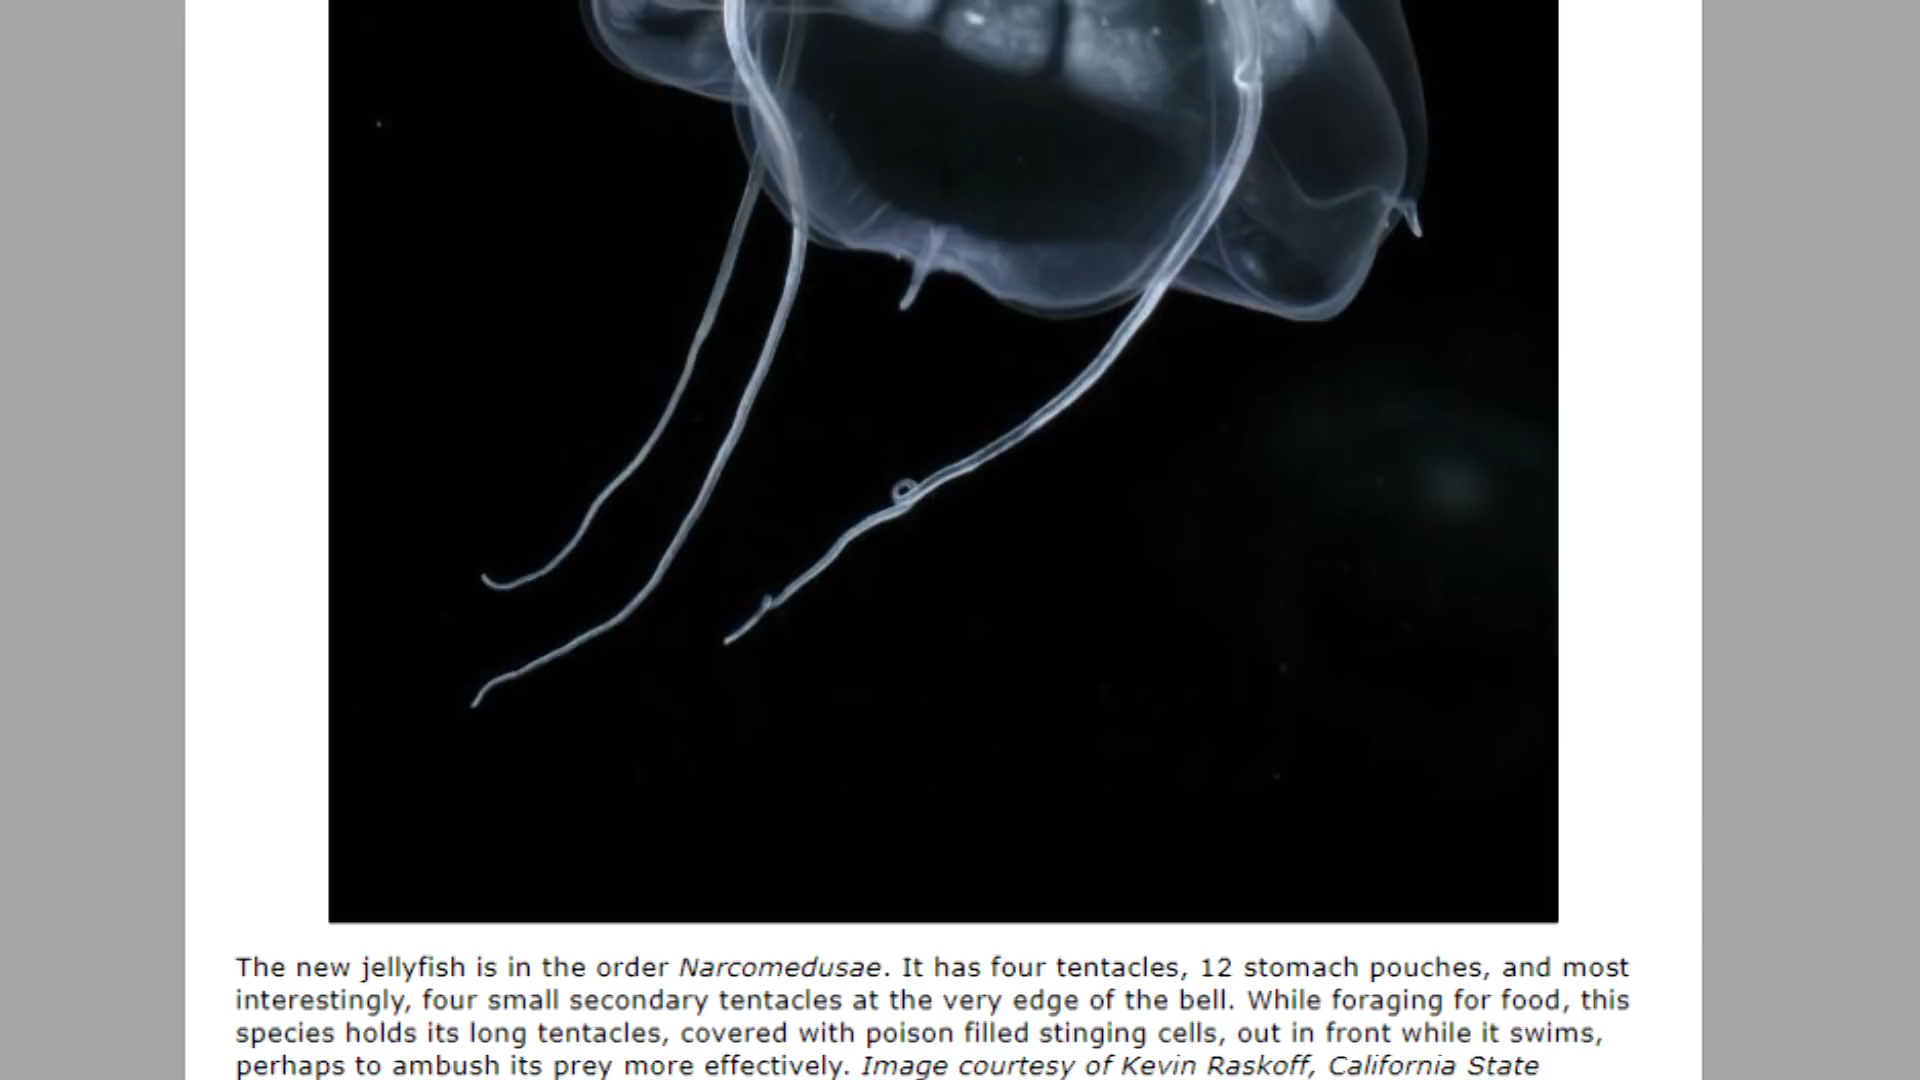 The new jellyfish is in the order Narcomedusae. It has four tentacles, 12 stomach pouches, and most
interestingly, four small secondary tentacles at the very edge of the bell. While foraging for food, this
species holds its long tentacles, covered with poison filled stinging cells, out in front while it swims,
perhaps to ambush its prey more effectively. Image courtesy of Kevin Raskoff, California State